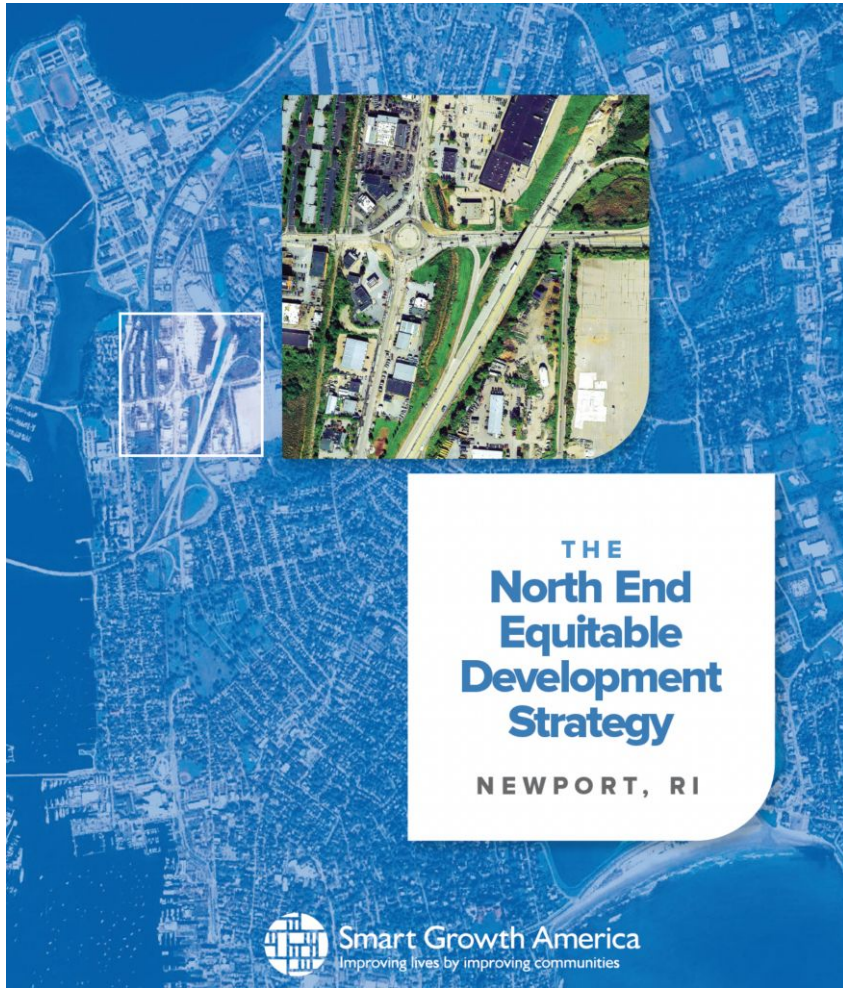 THE
North End
Equitable
Development
Strategy
NEWPORT, RI
Smart Growth America
Improving lives by improving communities